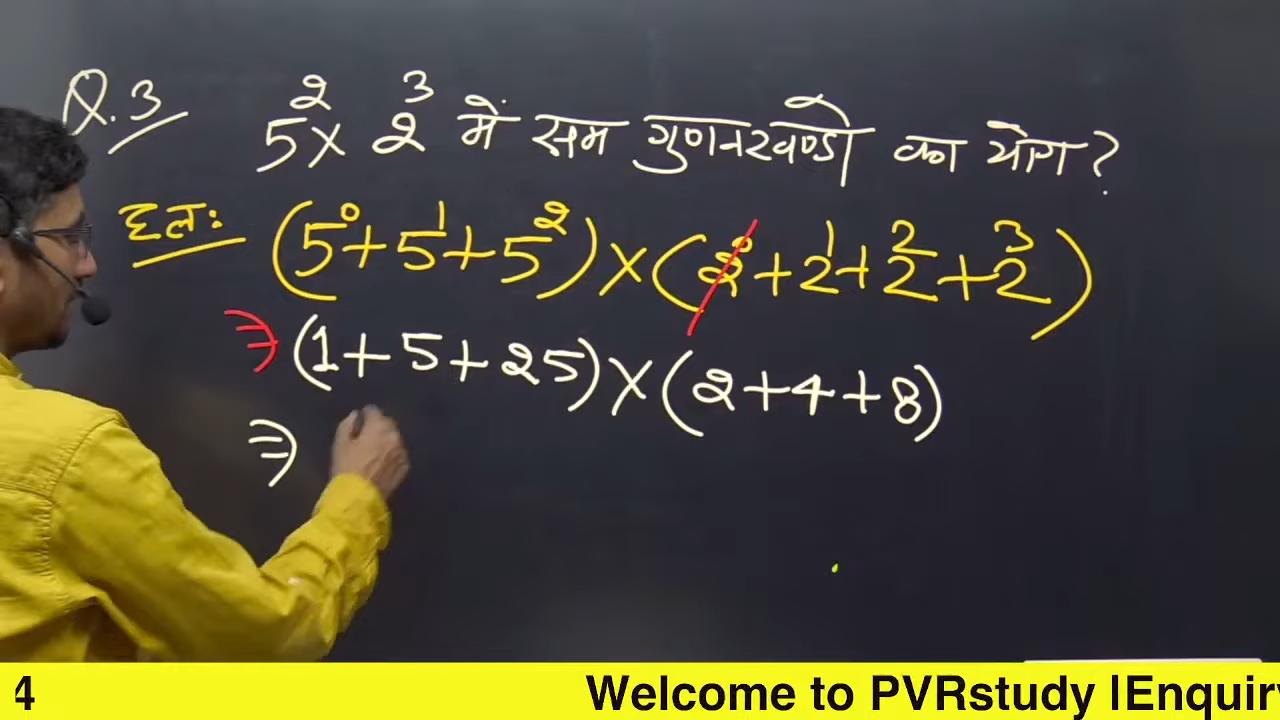 Q.3 5² × 2³ में सम गुणनखण्डो का योग ?
हल: (5⁰ + 5¹ + 5²) × (2⁰ + 2¹ + 2² + 2³)
⇒ (1 + 5 + 25) × (2 + 4 + 8)
⇒
4 Welcome to PVRstudy |Enquiry